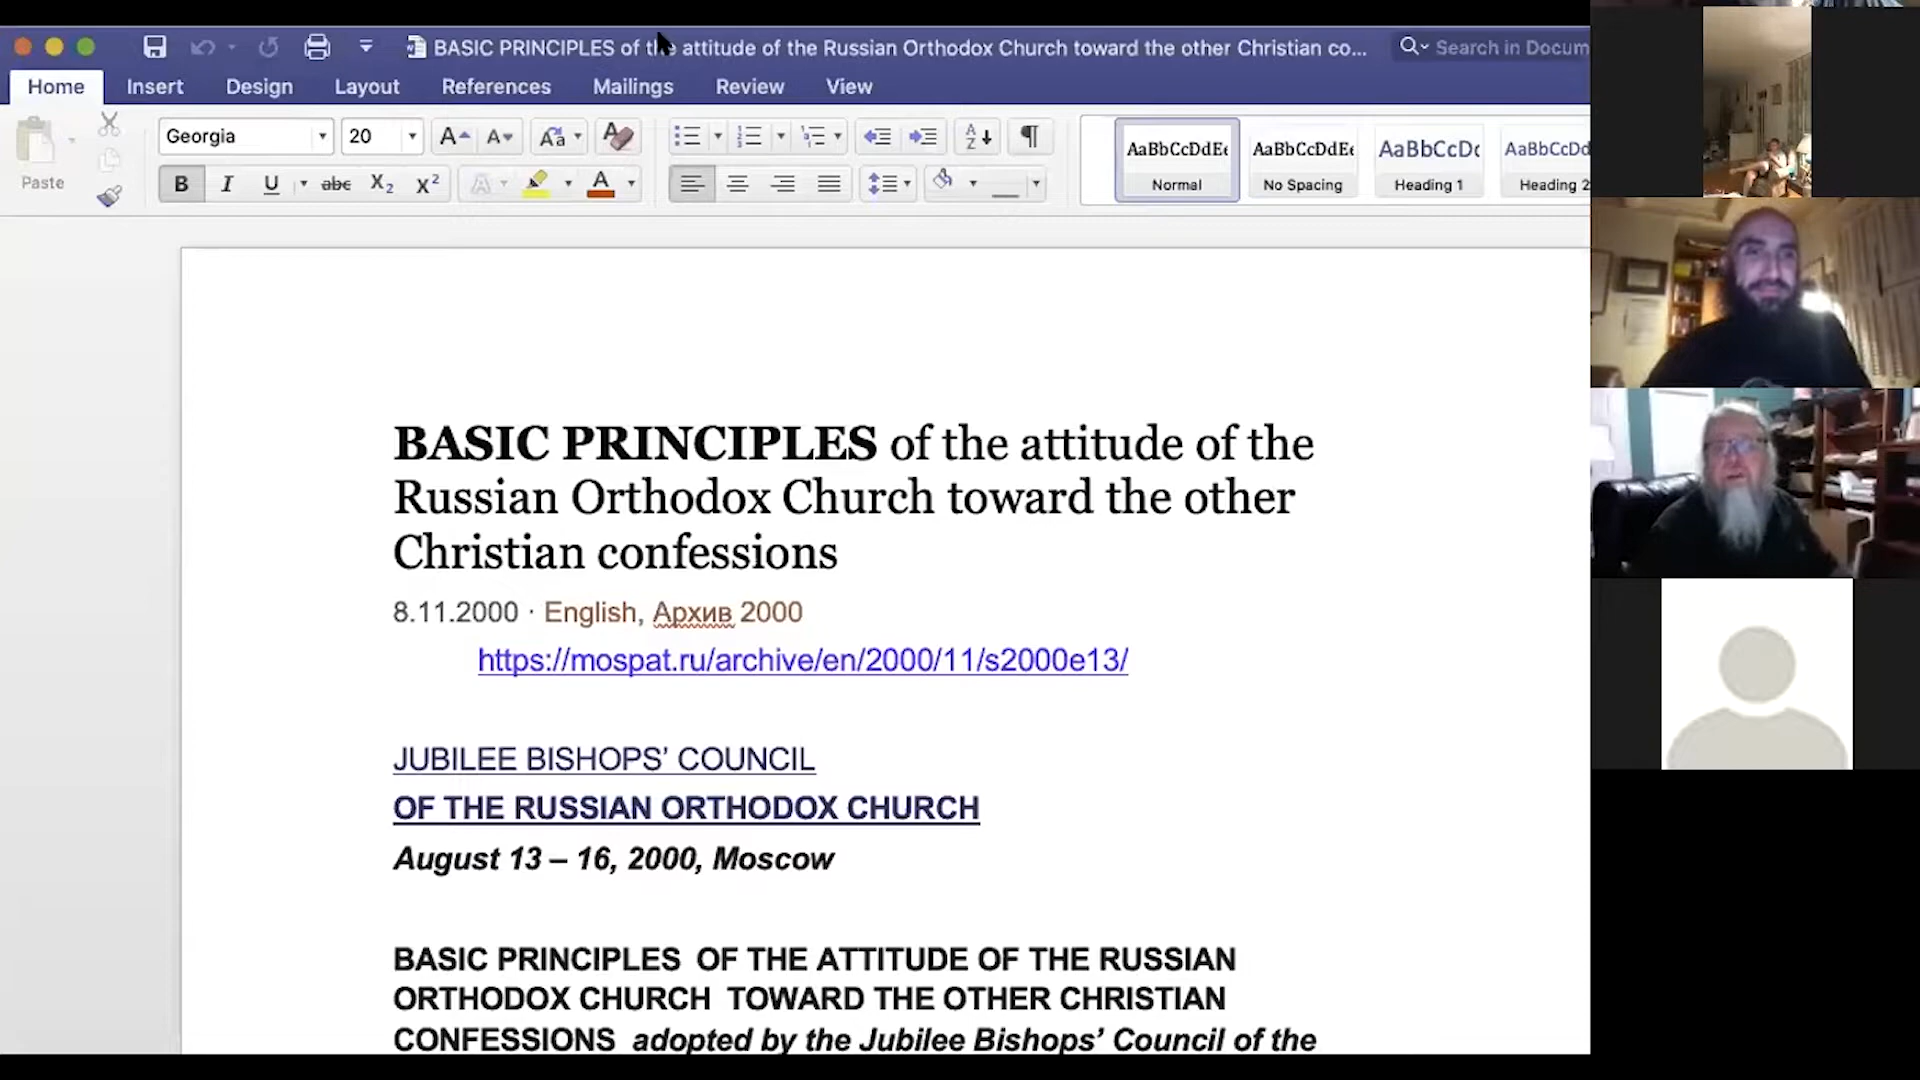 BASIC PRINCIPLES of the attitude of the Russian Orthodox Church toward the other Christian co...
Search in Docum
Home Insert Design Layout References Mailings Review View
Paste
Georgia 20
AaBbCcDdEe AaBbCcDdEe AaBbCcDc AaBbCcDd
Normal No Spacing Heading 1 Heading 2
BASIC PRINCIPLES of the attitude of the
Russian Orthodox Church toward the other
Christian confessions
8.11.2000 · English, Архив 2000
https://mospat.ru/archive/en/2000/11/s2000e13/
JUBILEE BISHOPS’ COUNCIL
OF THE RUSSIAN ORTHODOX CHURCH
August 13 – 16, 2000, Moscow
BASIC PRINCIPLES OF THE ATTITUDE OF THE RUSSIAN
ORTHODOX CHURCH TOWARD THE OTHER CHRISTIAN
CONFESSIONS adopted by the Jubilee Bishops’ Council of the